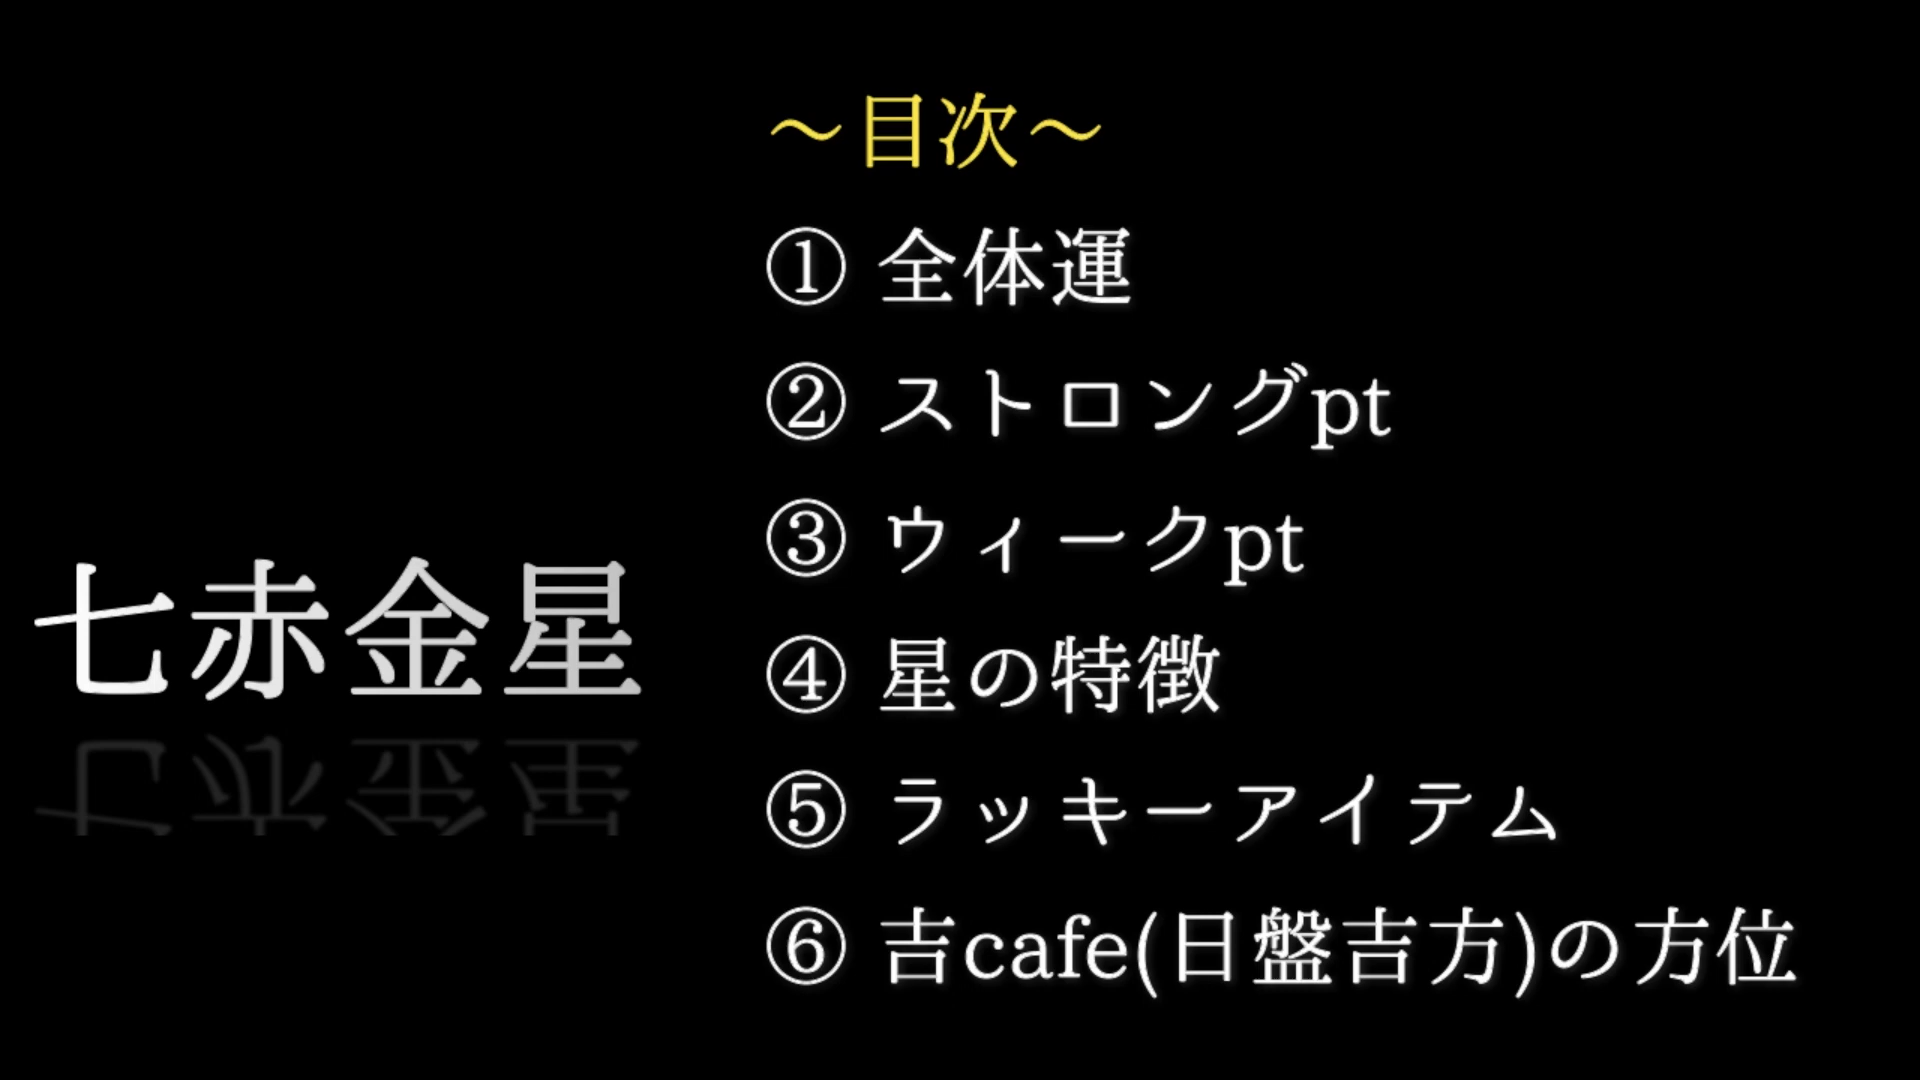 七赤金星
〜目次〜
① 全体運
② ストロングpt
③ ウィークpt
④ 星の特徴
⑤ ラッキーアイテム
⑥ 吉cafe(日盤吉方)の方位